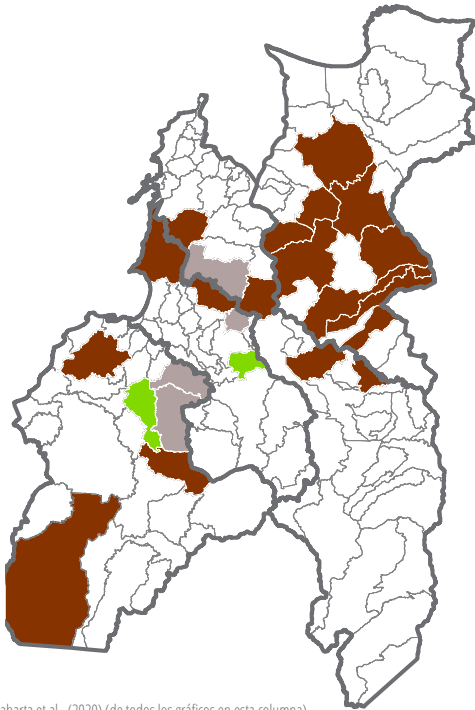 et al., (2020) (de todos los gráficos en esta columna)